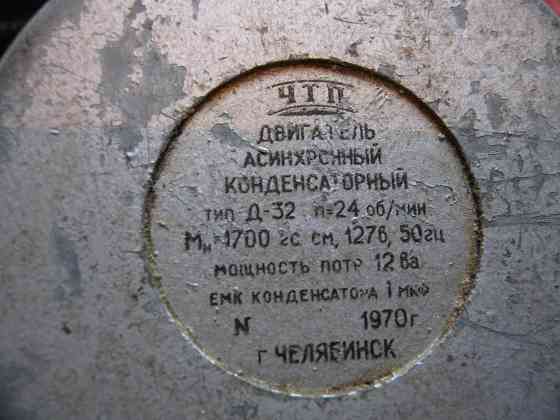 ЧТП
ДВИГАТЕЛЬ
АСИНХРОННЫЙ
КОНДЕНСАТОРНЫЙ
тип Д-32 n=24 об/мин
Mн=1700 гс см, 127в, 50гц
мощность потр 12 ва
емк конденсатора 1 мкф
N 1970г
г ЧЕЛЯБИНСК